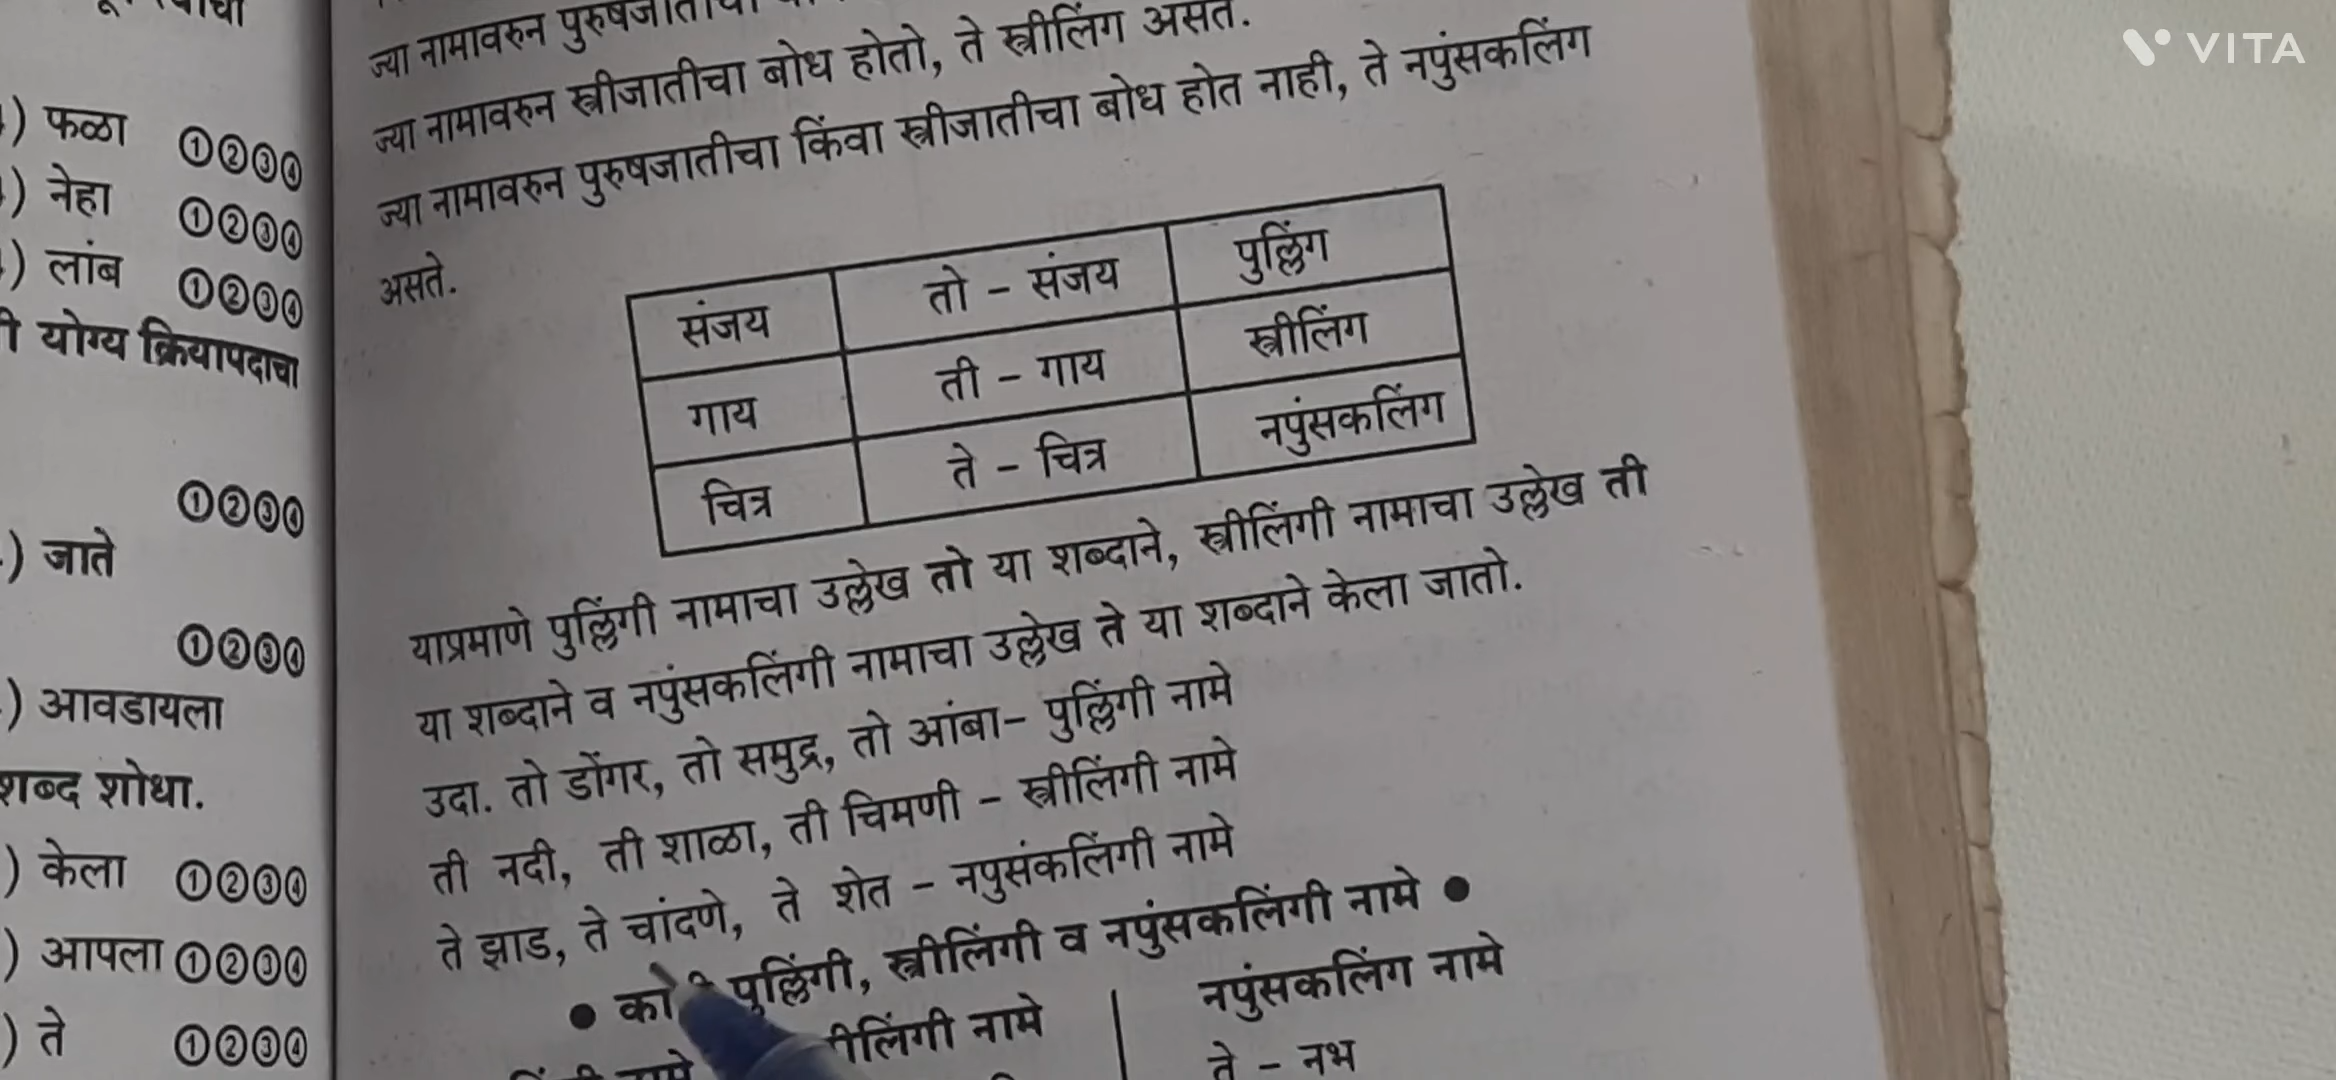 ) फळा ①②③④
) नेहा ①②③④
) लांब ①②③④
योग्य क्रियापदाचा
①②③④
) जाते
①②③④
) आवडायला
शब्द शोधा.
) केला ①②③④
) आपला ①②③④
) ते ①②③④
ज्या नामावरुन पुरुषजातीचा
ज्या नामावरुन स्त्रीजातीचा बोध होतो, ते स्त्रीलिंग असते.
ज्या नामावरुन पुरुषजातीचा किंवा स्त्रीजातीचा बोध होत नाही, ते नपुंसकलिंग
असते.
संजय तो - संजय पुल्लिंग
गाय ती - गाय स्त्रीलिंग
चित्र ते - चित्र नपुंसकलिंग
याप्रमाणे पुल्लिंगी नामाचा उल्लेख तो या शब्दाने, स्त्रीलिंगी नामाचा उल्लेख ती
या शब्दाने व नपुंसकलिंगी नामाचा उल्लेख ते या शब्दाने केला जातो.
उदा. तो डोंगर, तो समुद्र, तो आंबा- पुल्लिंगी नामे
ती नदी, ती शाळा, ती चिमणी - स्त्रीलिंगी नामे
ते झाड, ते चांदणे, ते शेत - नपुसंकलिंगी नामे
● पुल्लिंगी, स्त्रीलिंगी व नपुंसकलिंगी नामे ●
नामे नपुंसकलिंग नामे
ते - नभ
VITA